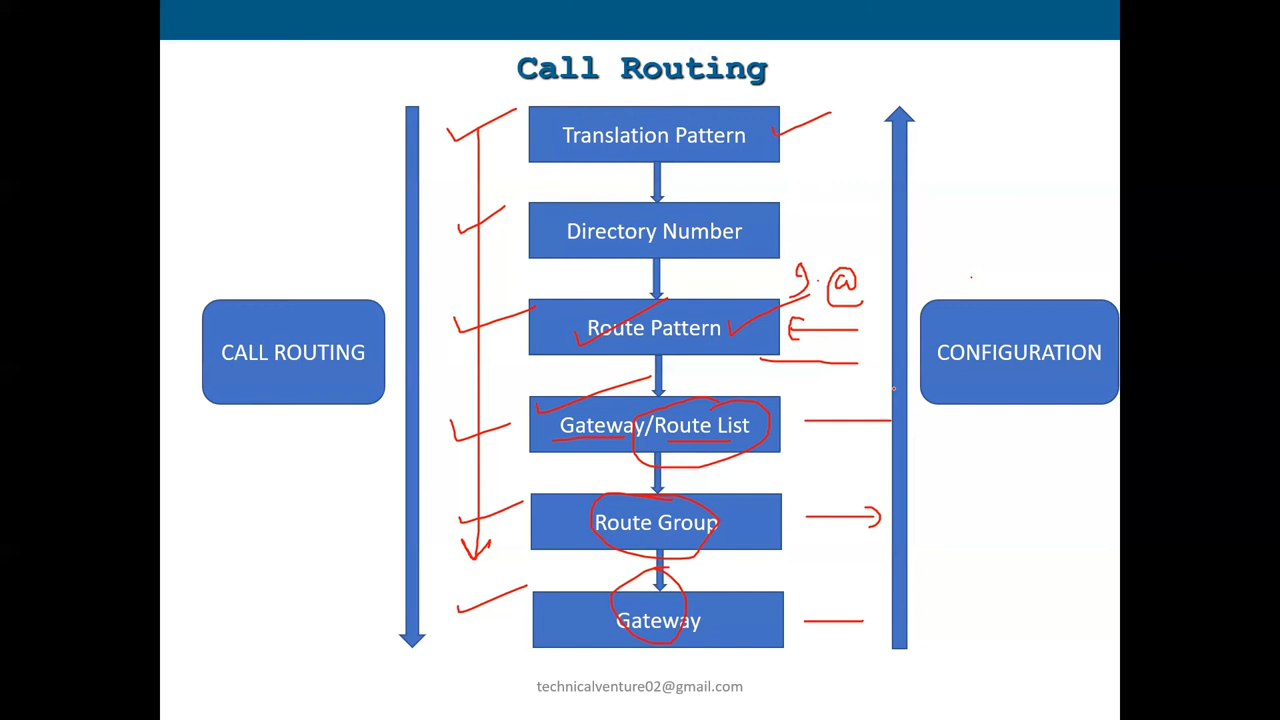 Call Routing
Translation Pattern
Directory Number
9.@
Route Pattern
CALL ROUTING
CONFIGURATION
Gateway/Route List
Route Group
Gateway
technicalventure02@gmail.com